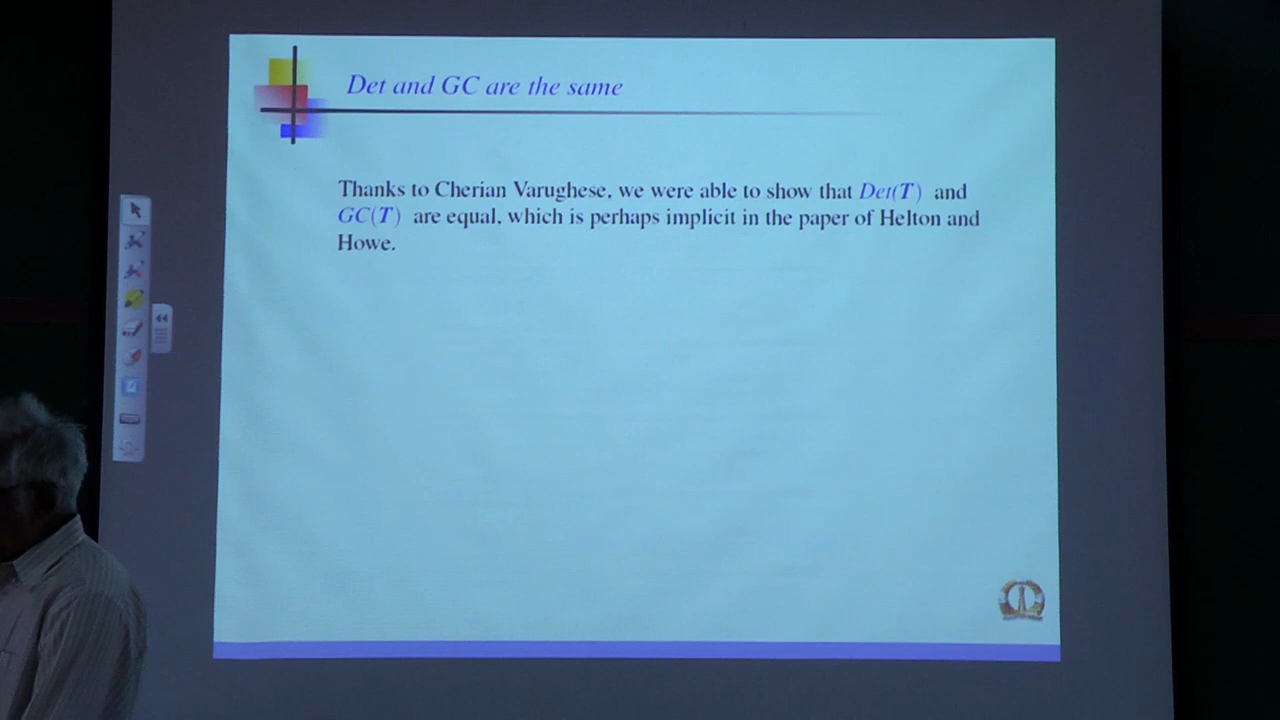 Det and GC are the same
Thanks to Cherian Varughese, we were able to show that Det(T) and
GC(T) are equal, which is perhaps implicit in the paper of Helton and
Howe.